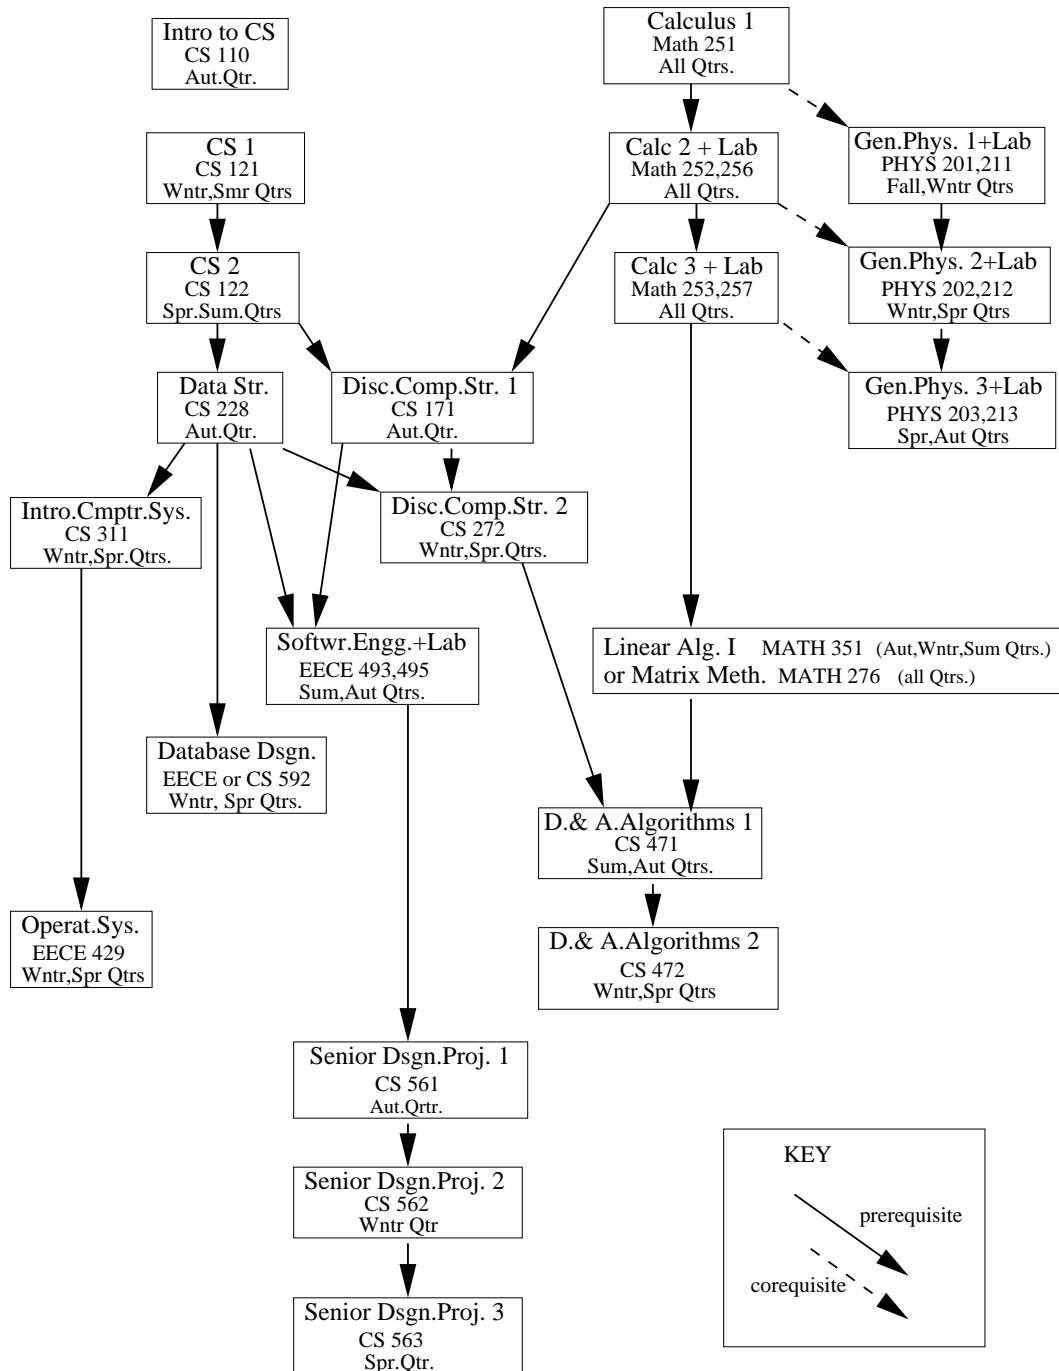 Intro to CS
CS 110
Aut.Qtr.
Calculus 1
Math 251
All Qtrs.
CS 1
CS 121
Wntr,Smr Qtrs
Calc 2 + Lab
Math 252,256
All Qtrs.
Gen.Phys. 1+Lab
PHYS 201,211
Fall,Wntr Qtrs
CS 2
CS 122
Spr.Sum.Qtrs
Calc 3 + Lab
Math 253,257
All Qtrs.
Gen.Phys. 2+Lab
PHYS 202,212
Wntr,Spr Qtrs
Data Str.
CS 228
Aut.Qtr.
Disc.Comp.Str. 1
CS 171
Aut.Qtr.
Gen.Phys. 3+Lab
PHYS 203,213
Spr,Aut Qtrs
Intro.Cmptr.Sys.
CS 311
Wntr,Spr.Qtrs.
Disc.Comp.Str. 2
CS 272
Wntr,Spr.Qtrs.
Softwr.Engg.+Lab
EECE 493,495
Sum,Aut Qtrs.
Linear Alg. I MATH 351 (Aut,Wntr,Sum Qtrs.)
or Matrix Meth. MATH 276 (all Qtrs.)
Database Dsgn.
EECE or CS 592
Wntr, Spr Qtrs.
D.& A.Algorithms 1
CS 471
Sum,Aut Qtrs.
Operat.Sys.
EECE 429
Wntr,Spr Qtrs
D.& A.Algorithms 2
CS 472
Wntr,Spr Qtrs
Senior Dsgn.Proj. 1
CS 561
Aut.Qrtr.
Senior Dsgn.Proj. 2
CS 562
Wntr Qtr
Senior Dsgn.Proj. 3
CS 563
Spr.Qtr.
KEY
prerequisite
corequisite